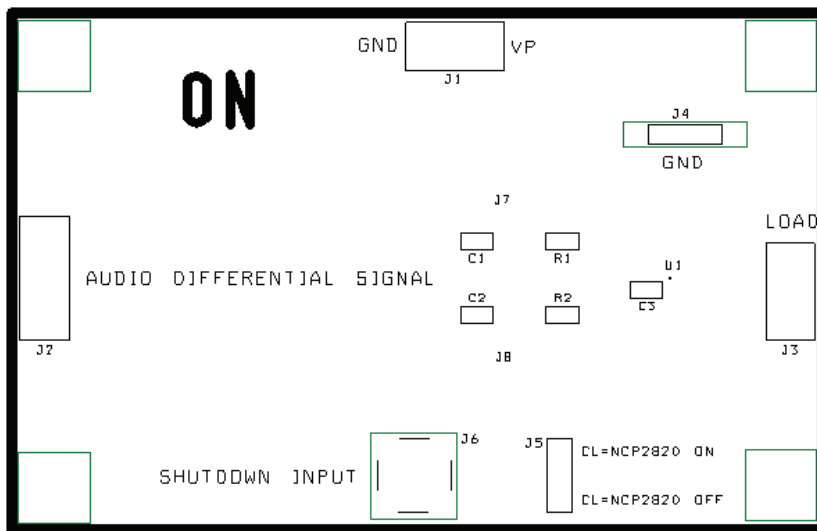 GND VP
J1
ON
J4
GND
J7
LOAD
C1 R1
U1
AUDIO DIFFERENTIAL SIGNAL
C2 R2
C3
J2
J3
J8
J6
J5
CL=NCP2820 ON
SHUTDOWN INPUT
CL=NCP2820 OFF